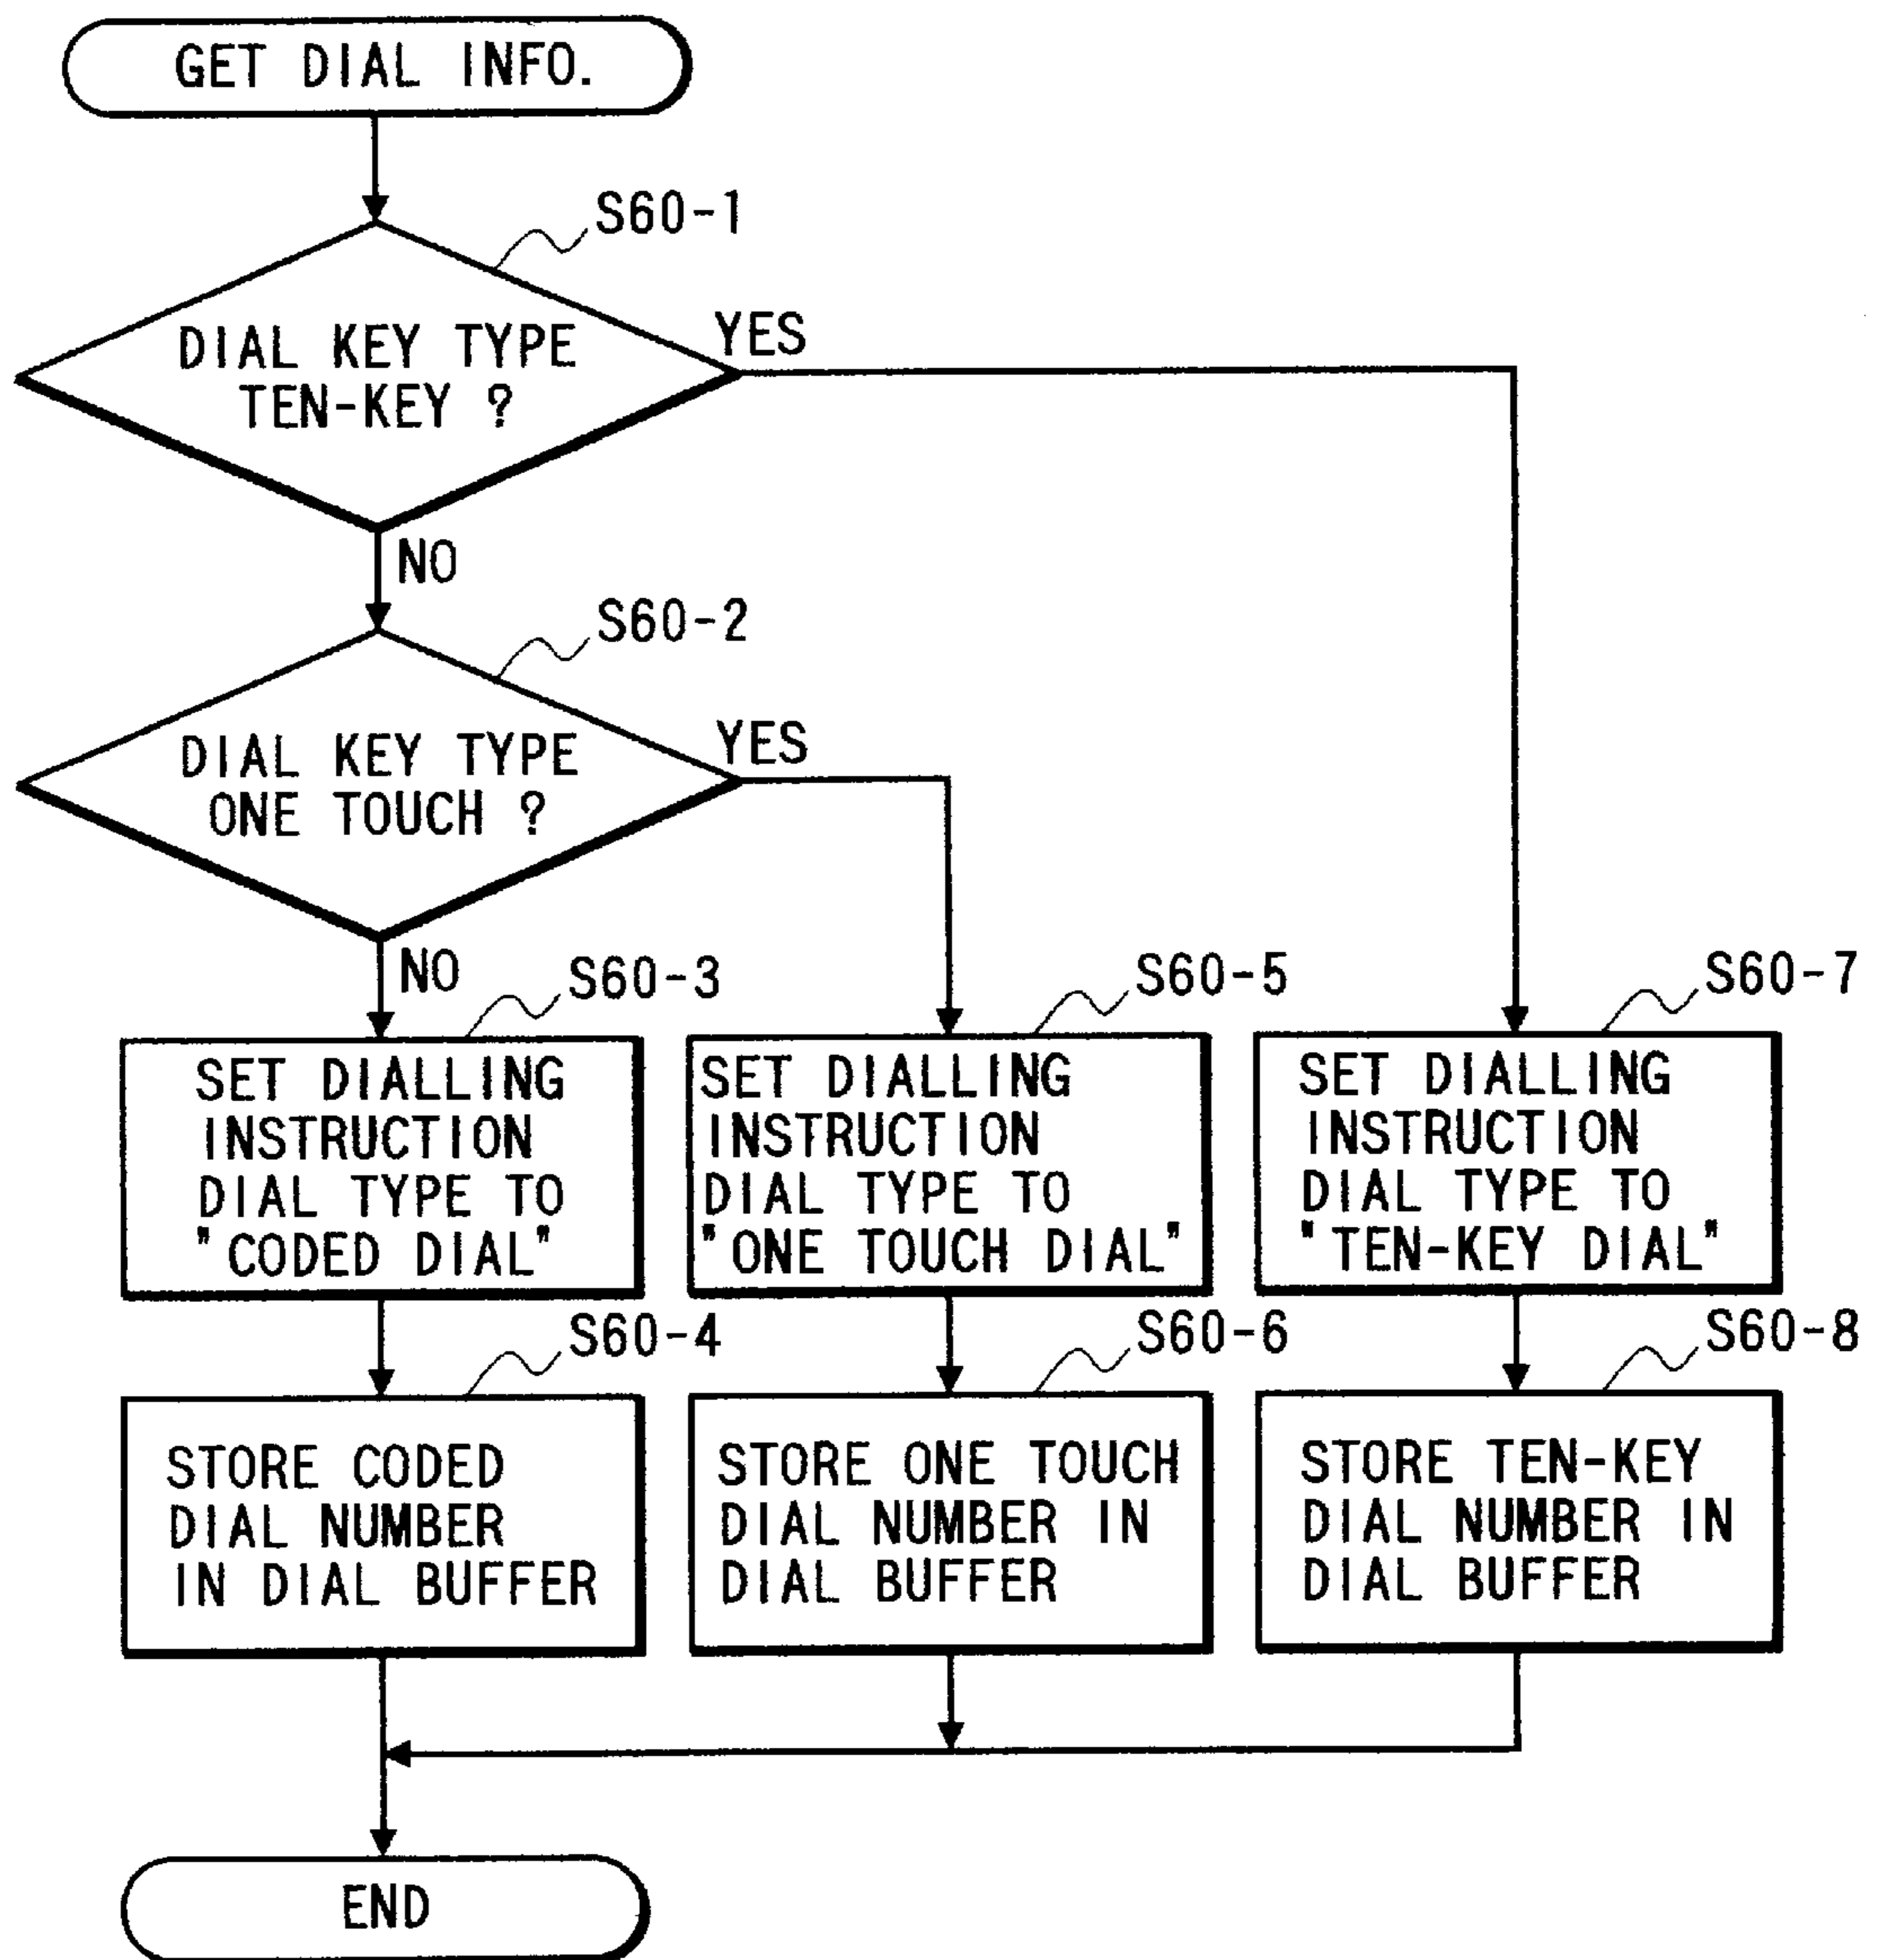 GET DIAL INFO.
S60-1
DIAL KEY TYPE
TEN-KEY ?
YES
NO
S60-2
DIAL KEY TYPE
ONE TOUCH ?
YES
NO
S60-3
SET DIALLING
INSTRUCTION
DIAL TYPE TO
"CODED DIAL"
S60-5
SET DIALLING
INSTRUCTION
DIAL TYPE TO
"ONE TOUCH DIAL"
S60-7
SET DIALLING
INSTRUCTION
DIAL TYPE TO
"TEN-KEY DIAL"
S60-4
STORE CODED
DIAL NUMBER
IN DIAL BUFFER
S60-6
STORE ONE TOUCH
DIAL NUMBER IN
DIAL BUFFER
S60-8
STORE TEN-KEY
DIAL NUMBER IN
DIAL BUFFER
END